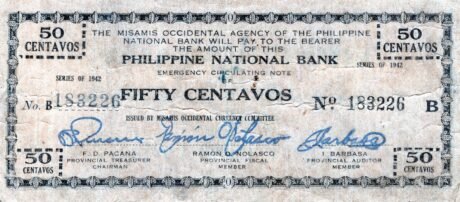 50 CENTAVOS
50 CENTAVOS
THE MISAMIS OCCIDENTAL AGENCY OF THE PHILIPPINE
NATIONAL BANK WILL PAY TO THE BEARER
THE AMOUNT OF THIS
PHILIPPINE NATIONAL BANK
SERIES OF 1942
EMERGENCY CIRCULATING NOTE
SERIES OF 1942
FIFTY CENTAVOS
No. B 183226
No 183226 B
ISSUED BY MISAMIS OCCIDENTAL CURRENCY COMMITTEE
F. D. PACANA
PROVINCIAL TREASURER
CHAIRMAN
RAMON O. NOLASCO
PROVINCIAL FISCAL
MEMBER
I. BARBASA
PROVINCIAL AUDITOR
MEMBER
50 CENTAVOS
50 CENTAVOS